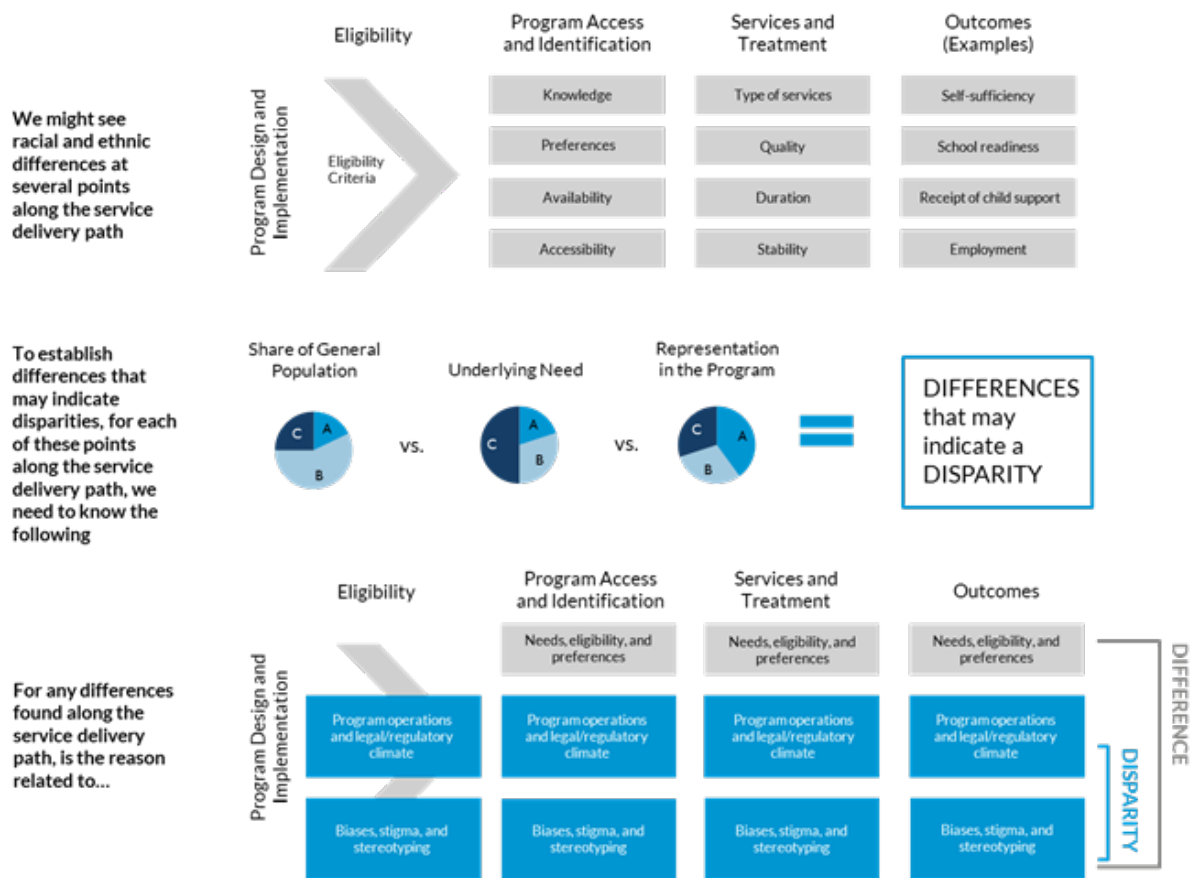 We might see
racial and ethnic
differences at
several points
along the service
delivery path
Program Design and
Implementation
Eligibility
Eligibility
Criteria
Program Access
and Identification
Knowledge
Preferences
Availability
Accessibility
Services and
Treatment
Type of services
Quality
Duration
Stability
Outcomes
(Examples)
Self-sufficiency
School readiness
Receipt of child support
Employment
To establish
differences that
may indicate
disparities, for each
of these points
along the service
delivery path, we
need to know the
following
Share of General
Population
A
B
C
vs.
Underlying Need
A
B
C
vs.
Representation
in the Program
A
B
C
DIFFERENCES
that may
indicate a
DISPARITY
For any differences
found along the
service delivery
path, is the reason
related to...
Program Design and
Implementation
Eligibility
Program operations
and legal/regulatory
climate
Biases, stigma, and
stereotyping
Program Access
and Identification
Needs, eligibility, and
preferences
Program operations
and legal/regulatory
climate
Biases, stigma, and
stereotyping
Services and
Treatment
Needs, eligibility, and
preferences
Program operations
and legal/regulatory
climate
Biases, stigma, and
stereotyping
Outcomes
Needs, eligibility, and
preferences
Program operations
and legal/regulatory
climate
Biases, stigma, and
stereotyping
DISPARITY
DIFFERENCE